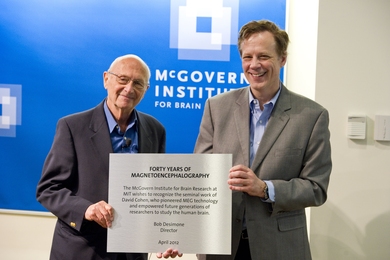 McGOVERN
INSTITUTE
FOR BRAIN
FORTY YEARS OF
MAGNETOENCEPHALOGRAPHY
The McGovern Institute for Brain Research at
MIT wishes to recognize the seminal work of
David Cohen, who pioneered MEG technology
and empowered future generations of
researchers to study the human brain.
Bob Desimone
Director
April 2012